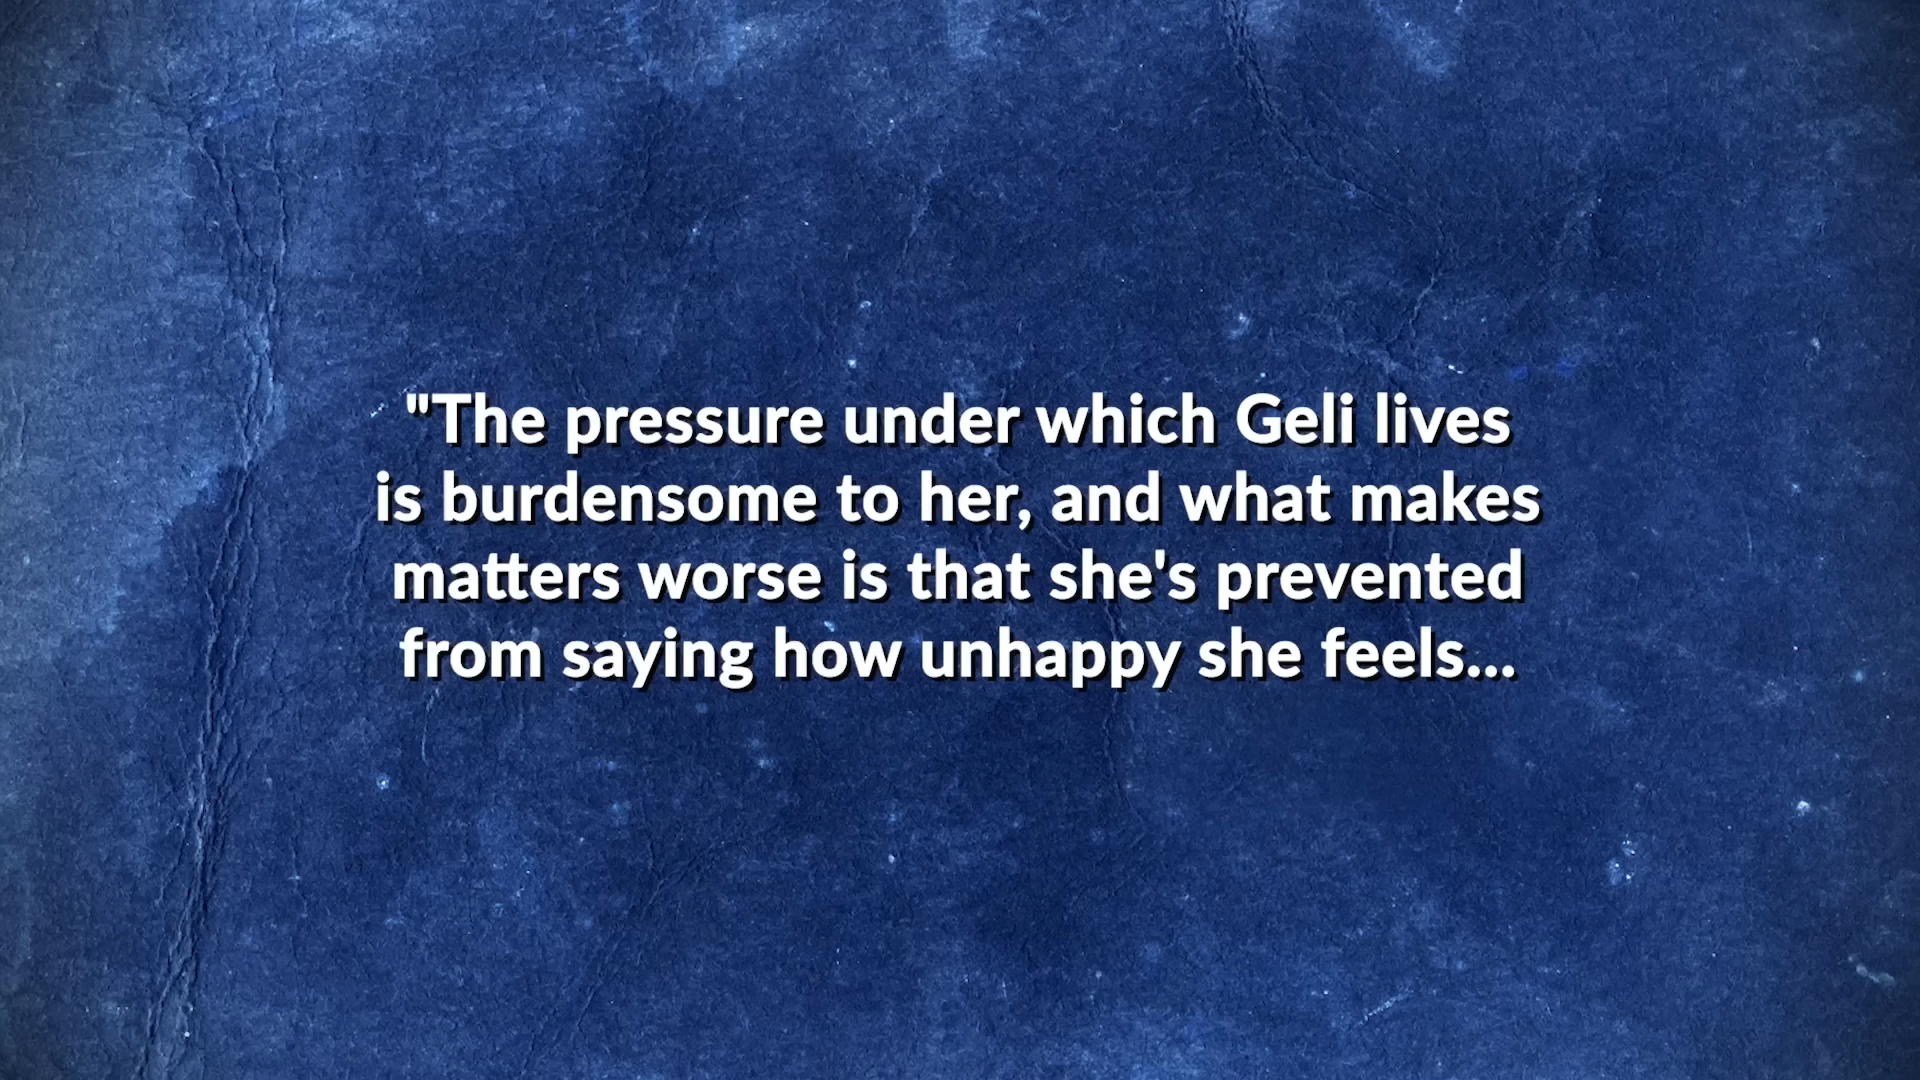 "The pressure under which Geli lives
is burdensome to her, and what makes
matters worse is that she's prevented
from saying how unhappy she feels...